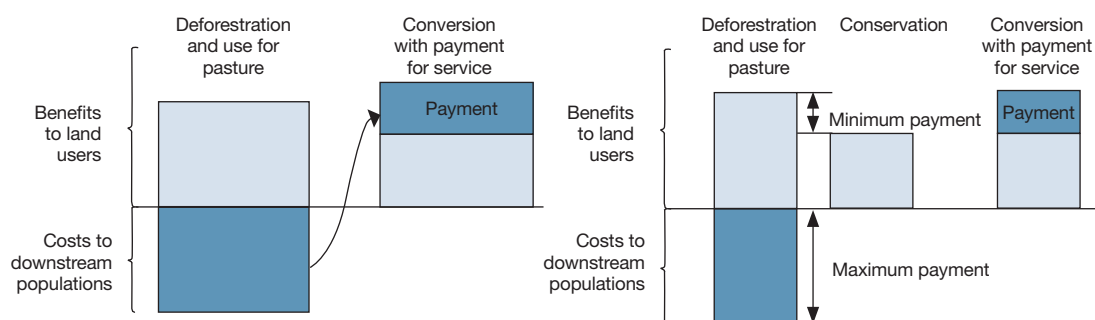 Deforestration
and use for
pasture
Conversion
with payment
for service
Benefits
to land
users
Payment
Costs to
downstream
populations
Deforestration
and use for
pasture
Conservation
Conversion
with payment
for service
Benefits
to land
users
Minimum payment
Payment
Costs to
downstream
populations
Maximum payment